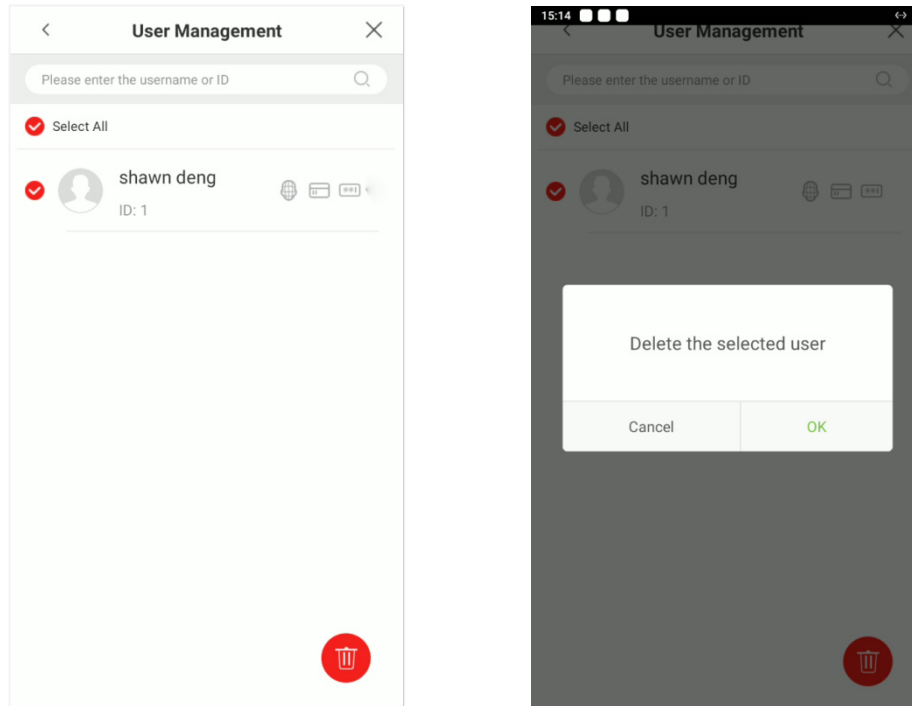 User Management
Please enter the username or ID
Select All
shawn deng
ID: 1
15:14
User Management
Please enter the username or ID
Select All
shawn deng
ID: 1
Delete the selected user
Cancel
OK